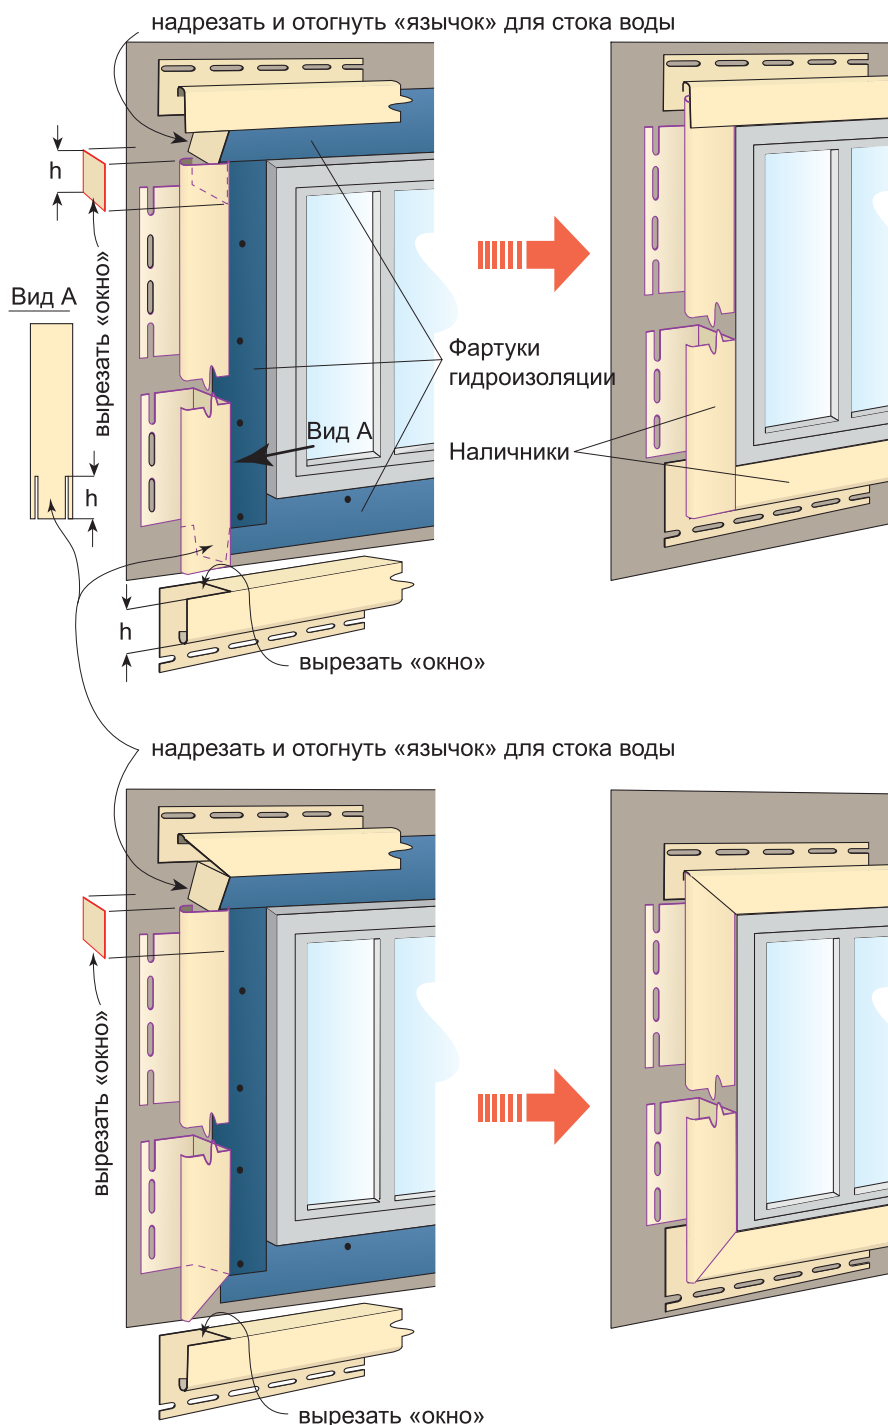 надрезать и отогнуть «язычок» для стока воды
h
вырезать «окно»
Вид А
h
Фартуки
гидроизоляции
Вид А
Наличники
h
вырезать «окно»
надрезать и отогнуть «язычок» для стока воды
вырезать «окно»
вырезать «окно»